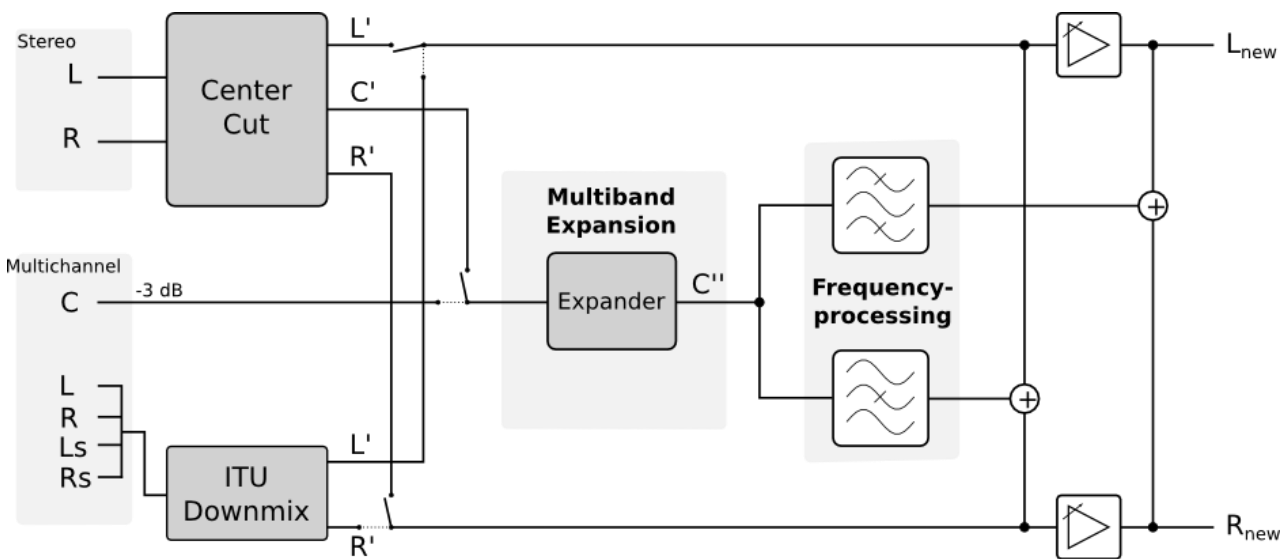 Stereo
L
R
Center
Cut
L'
C'
R'
Lnew
Multiband
Expansion
Multichannel
C
-3 dB
Expander
C''
Frequency-
processing
L
R
Ls
Rs
ITU
Downmix
L'
R'
+
+
Rnew